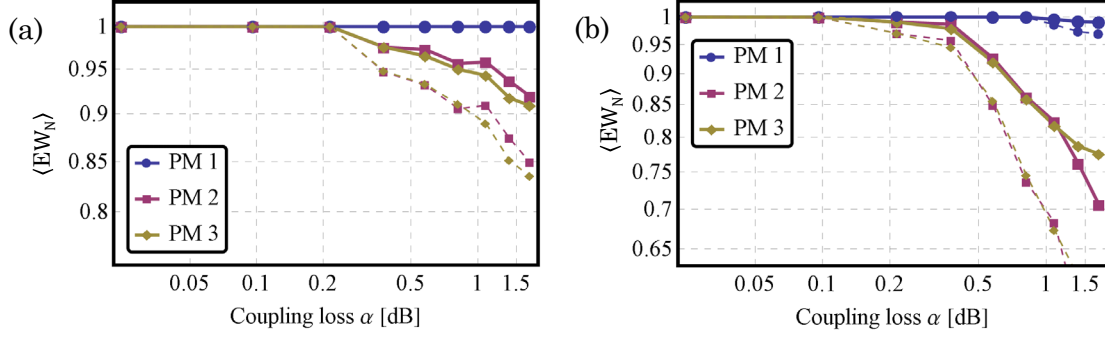 (a)
1
0.95
0.9
0.85
0.8
⟨EW_N⟩
PM 1
PM 2
PM 3
0.05 0.1 0.2 0.5 1 1.5
Coupling loss α [dB]
(b)
1
0.95
0.9
0.85
0.8
0.75
0.7
0.65
⟨EW_N⟩
PM 1
PM 2
PM 3
0.05 0.1 0.2 0.5 1 1.5
Coupling loss α [dB]